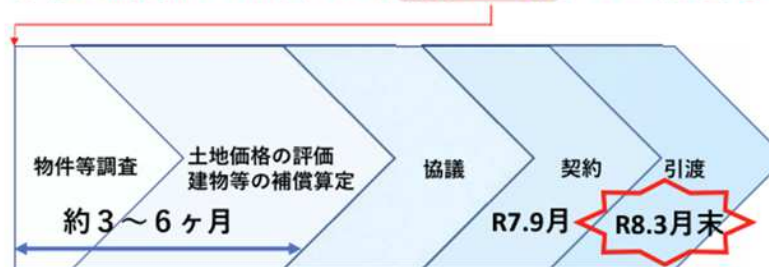 物件等調査
土地価格の評価
建物等の補償算定
協議
契約
引渡
約3～6ヶ月
R7.9月
R8.3月末